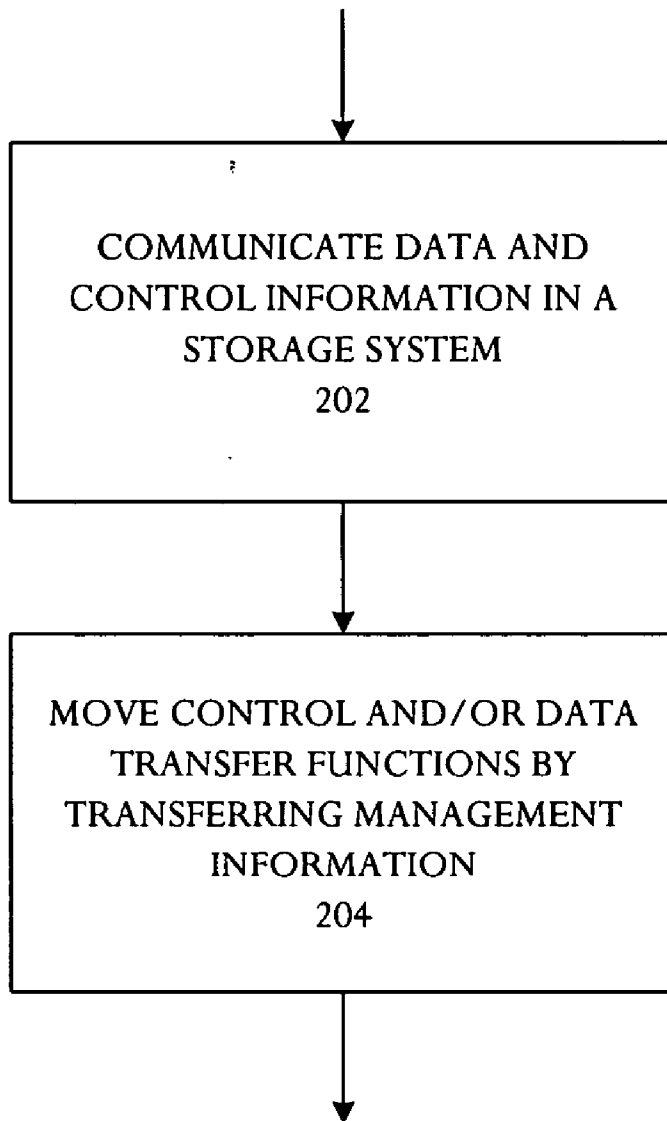 COMMUNICATE DATA AND
CONTROL INFORMATION IN A
STORAGE SYSTEM
202
MOVE CONTROL AND/OR DATA
TRANSFER FUNCTIONS BY
TRANSFERRING MANAGEMENT
INFORMATION
204